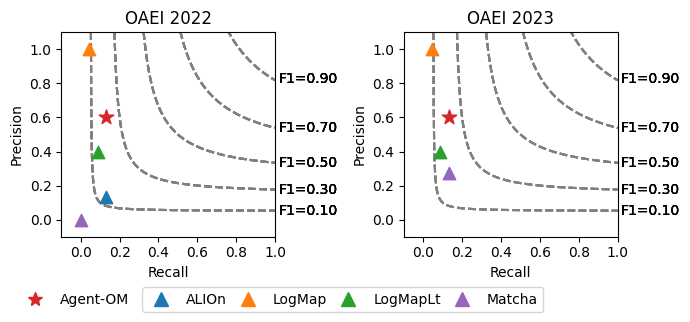 OAEI 2022
Precision
1.0
0.8
0.6
0.4
0.2
0.0
F1=0.90
F1=0.70
F1=0.50
F1=0.30
F1=0.10
0.0 0.2 0.4 0.6 0.8 1.0
Recall
OAEI 2023
Precision
1.0
0.8
0.6
0.4
0.2
0.0
F1=0.90
F1=0.70
F1=0.50
F1=0.30
F1=0.10
0.0 0.2 0.4 0.6 0.8 1.0
Recall
Agent-OM ALIOn LogMap LogMapLt Matcha